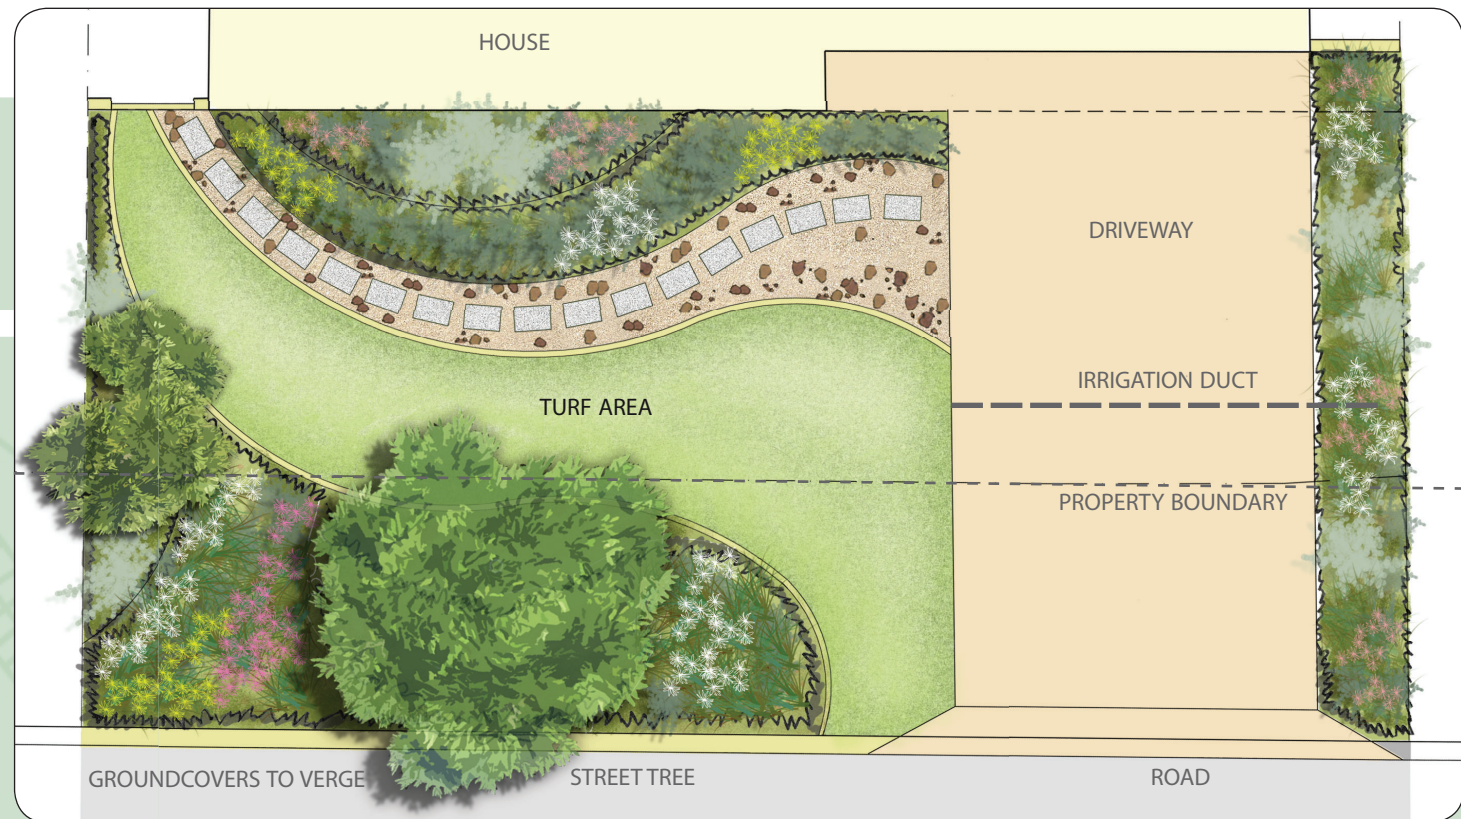 HOUSE
DRIVEWAY
IRRIGATION DUCT
TURF AREA
PROPERTY BOUNDARY
GROUNDCOVERS TO VERGE
STREET TREE
ROAD